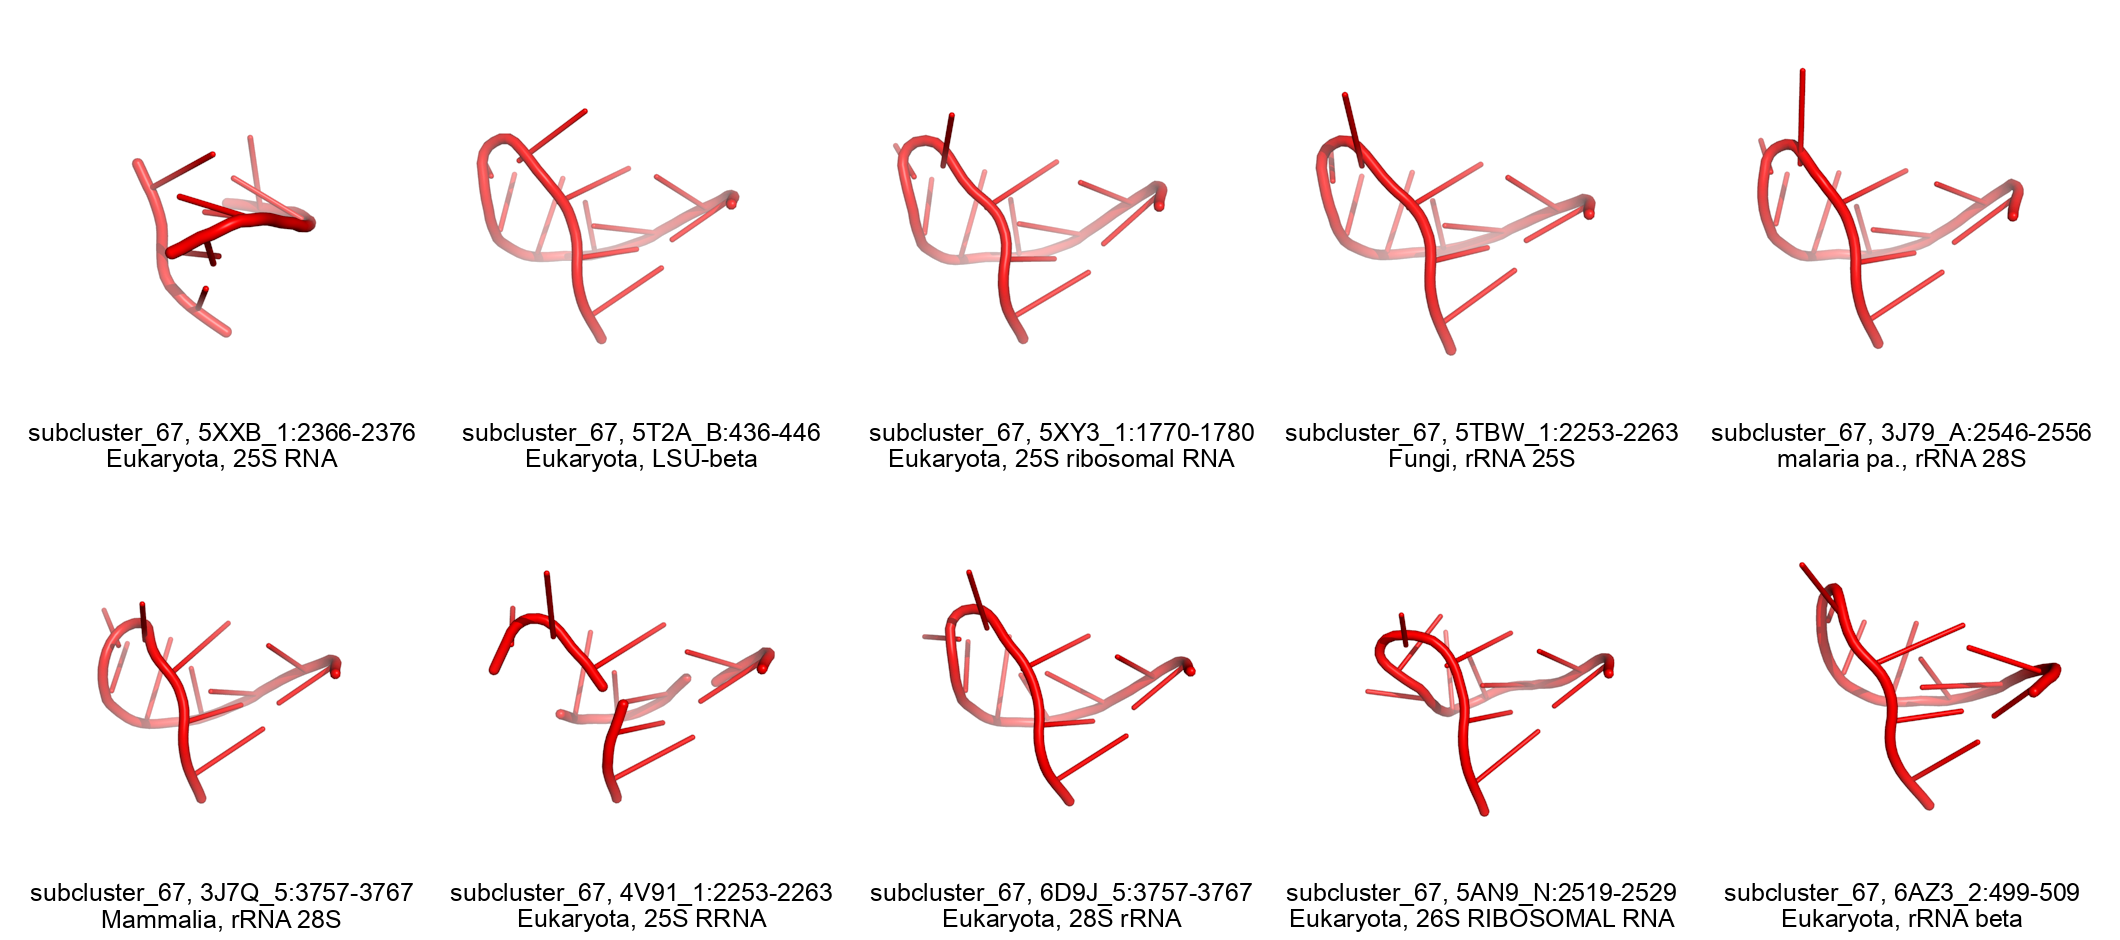 subcluster_67, 5XXB_1:2366-2376
Eukaryota, 25S RNA
subcluster_67, 5T2A_B:436-446
Eukaryota, LSU-beta
subcluster_67, 5XY3_1:1770-1780
Eukaryota, 25S ribosomal RNA
subcluster_67, 5TBW_1:2253-2263
Fungi, rRNA 25S
subcluster_67, 3J79_A:2546-2556
malaria pa., rRNA 28S
subcluster_67, 3J7Q_5:3757-3767
Mammalia, rRNA 28S
subcluster_67, 4V91_1:2253-2263
Eukaryota, 25S RRNA
subcluster_67, 6D9J_5:3757-3767
Eukaryota, 28S rRNA
subcluster_67, 5AN9_N:2519-2529
Eukaryota, 26S RIBOSOMAL RNA
subcluster_67, 6AZ3_2:499-509
Eukaryota, rRNA beta